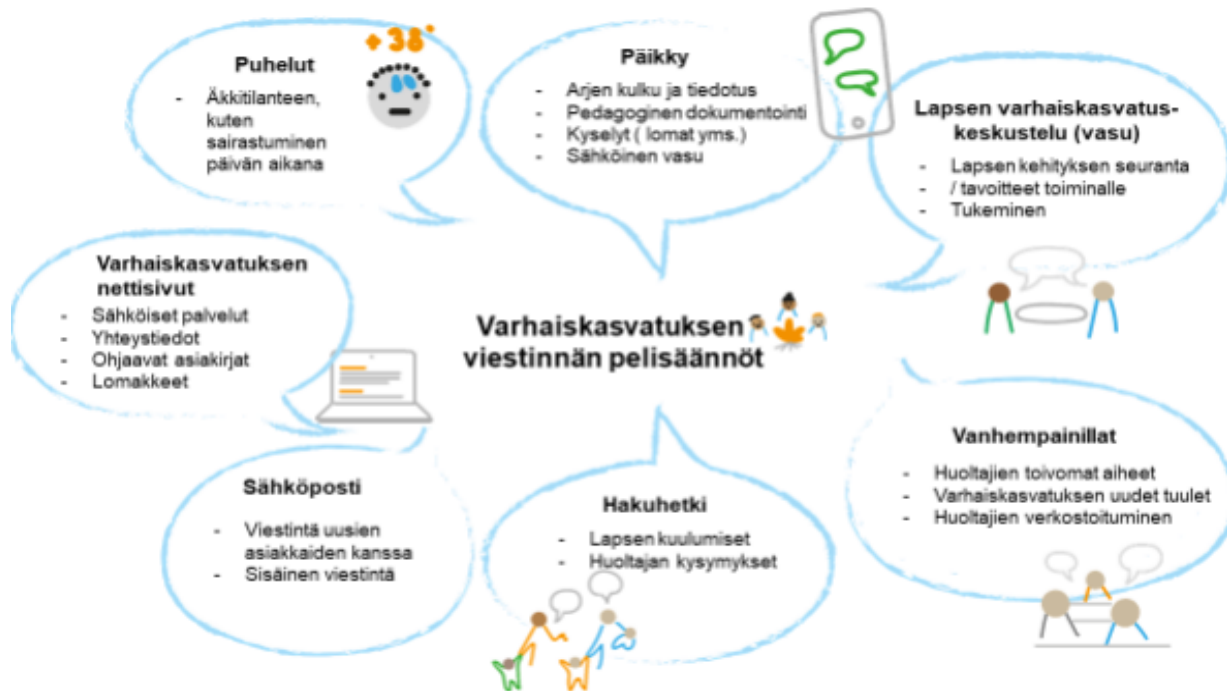 + 38°
Puhelut
- Äkkitilanteen,
kuten
sairastuminen
päivän aikana
Päikky
- Arjen kulku ja tiedotus
- Pedagoginen dokumentointi
- Kyselyt ( lomat yms.)
- Sähköinen vasu
Lapsen varhaiskasvatus-
keskustelu (vasu)
- Lapsen kehityksen seuranta
- / tavoitteet toiminalle
- Tukeminen
Varhaiskasvatuksen
nettisivut
- Sähköiset palvelut
- Yhteystiedot
- Ohjaavat asiakirjat
- Lomakkeet
Varhaiskasvatuksen
viestinnän pelisäännöt
Sähköposti
- Viestintä uusien
asiakkaiden kanssa
- Sisäinen viestintä
Hakuhetki
- Lapsen kuulumiset
- Huoltajan kysymykset
Vanhempainillat
- Huoltajien toivomat aiheet
- Varhaiskasvatuksen uudet tuulet
- Huoltajien verkostoituminen